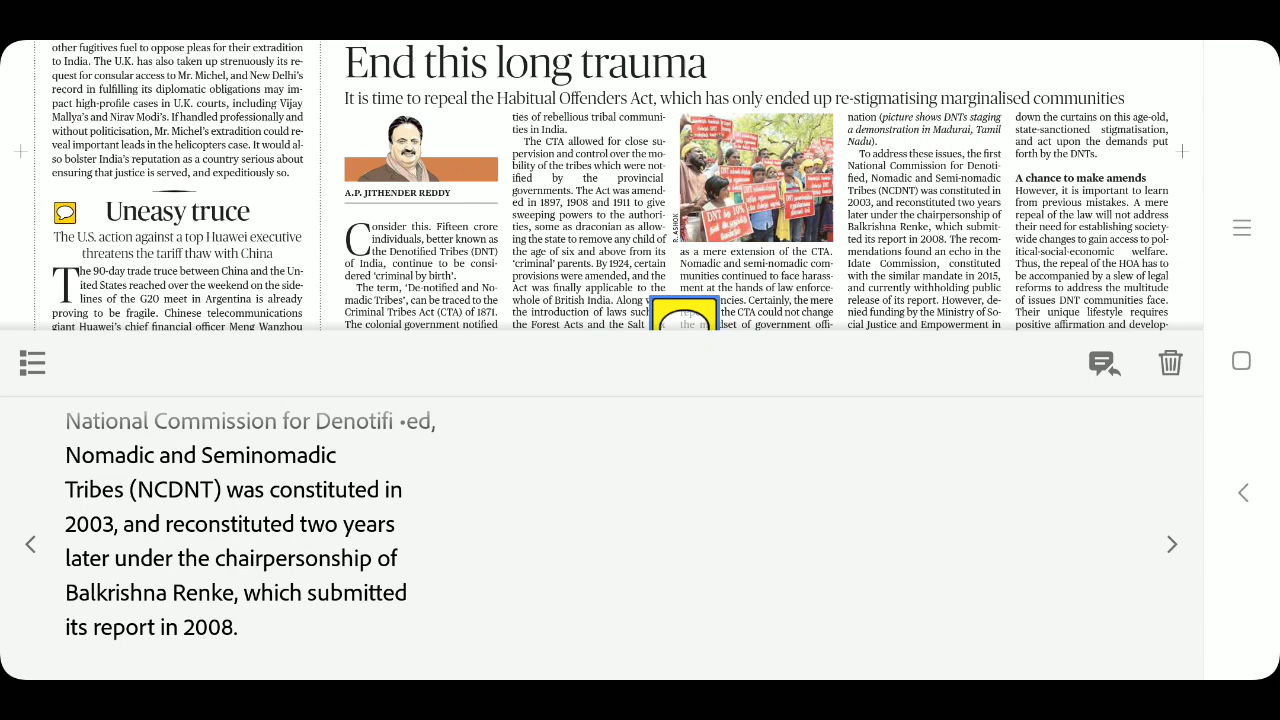 other fugitives fuel to oppose pleas for their extradition
to India. The U.K. has also taken up strenuously its re-
quest for consular access to Mr. Michel, and New Delhi's
record in fulfilling its diplomatic obligations may im-
pact high-profile cases in U.K. courts, including Vijay
Mallya's and Nirav Modi's. If handled professionally and
without politicisation, Mr. Michel's extradition could re-
veal important leads in the helicopters case. It would al-
so bolster India's reputation as a country serious about
ensuring that justice is served, and expeditiously so.
Uneasy truce
The U.S. action against a top Huawei executive
threatens the tariff thaw with China
The 90-day trade truce between China and the Un-
ited States reached over the weekend on the side-
lines of the G20 meet in Argentina is already
proving to be fragile. Chinese telecommunications
giant Huawei's chief financial officer Meng Wanzhou
End this long trauma
It is time to repeal the Habitual Offenders Act, which has only ended up re-stigmatising marginalised communities
A.P. JITHENDER REDDY
Consider this. Fifteen crore
individuals, better known as
the Denotified Tribes (DNT)
of India, continue to be consi-
dered 'criminal by birth'.
The term, 'De-notified and No-
madic Tribes', can be traced to the
Criminal Tribes Act (CTA) of 1871.
The colonial government notified
ties of rebellious tribal communi-
ties in India.
The CTA allowed for close su-
pervision and control over the mo-
bility of the tribes which were not-
ified by the provincial
governments. The Act was amend-
ed in 1897, 1908 and 1911 to give
sweeping powers to the authori-
ties, some as draconian as allow-
ing the state to remove any child of
the age of six and above from its
'criminal' parents. By 1924, certain
provisions were amended, and the
Act was finally applicable to the
whole of British India. Along w
the introduction of laws suc
the Forest Acts and the Salt
R. ASHOK
as a mere extension of the CTA.
Nomadic and semi-nomadic com-
munities continued to face harass-
ment at the hands of law enforce-
ncies. Certainly, the mere
the CTA could not change
the m dset of government offi-
nation (picture shows DNTs staging
a demonstration in Madurai, Tamil
Nadu).
To address these issues, the first
National Commission for Denoti-
fied, Nomadic and Semi-nomadic
Tribes (NCDNT) was constituted in
2003, and reconstituted two years
later under the chairpersonship of
Balkrishna Renke, which submit-
ted its report in 2008. The recom-
mendations found an echo in the
Idate Commission, constituted
with the similar mandate in 2015,
and currently withholding public
release of its report. However, de-
nied funding by the Ministry of So-
cial Justice and Empowerment in
down the curtains on this age-old,
state-sanctioned stigmatisation,
and act upon the demands put
forth by the DNTs.
A chance to make amends
However, it is important to learn
from previous mistakes. A mere
repeal of the law will not address
their need for establishing society-
wide changes to gain access to pol-
itical-social-economic welfare.
Thus, the repeal of the HOA has to
be accompanied by a slew of legal
reforms to address the multitude
of issues DNT communities face.
Their unique lifestyle requires
positive affirmation and develop-
National Commission for Denotifi •ed,
Nomadic and Seminomadic
Tribes (NCDNT) was constituted in
2003, and reconstituted two years
later under the chairpersonship of
Balkrishna Renke, which submitted
its report in 2008.